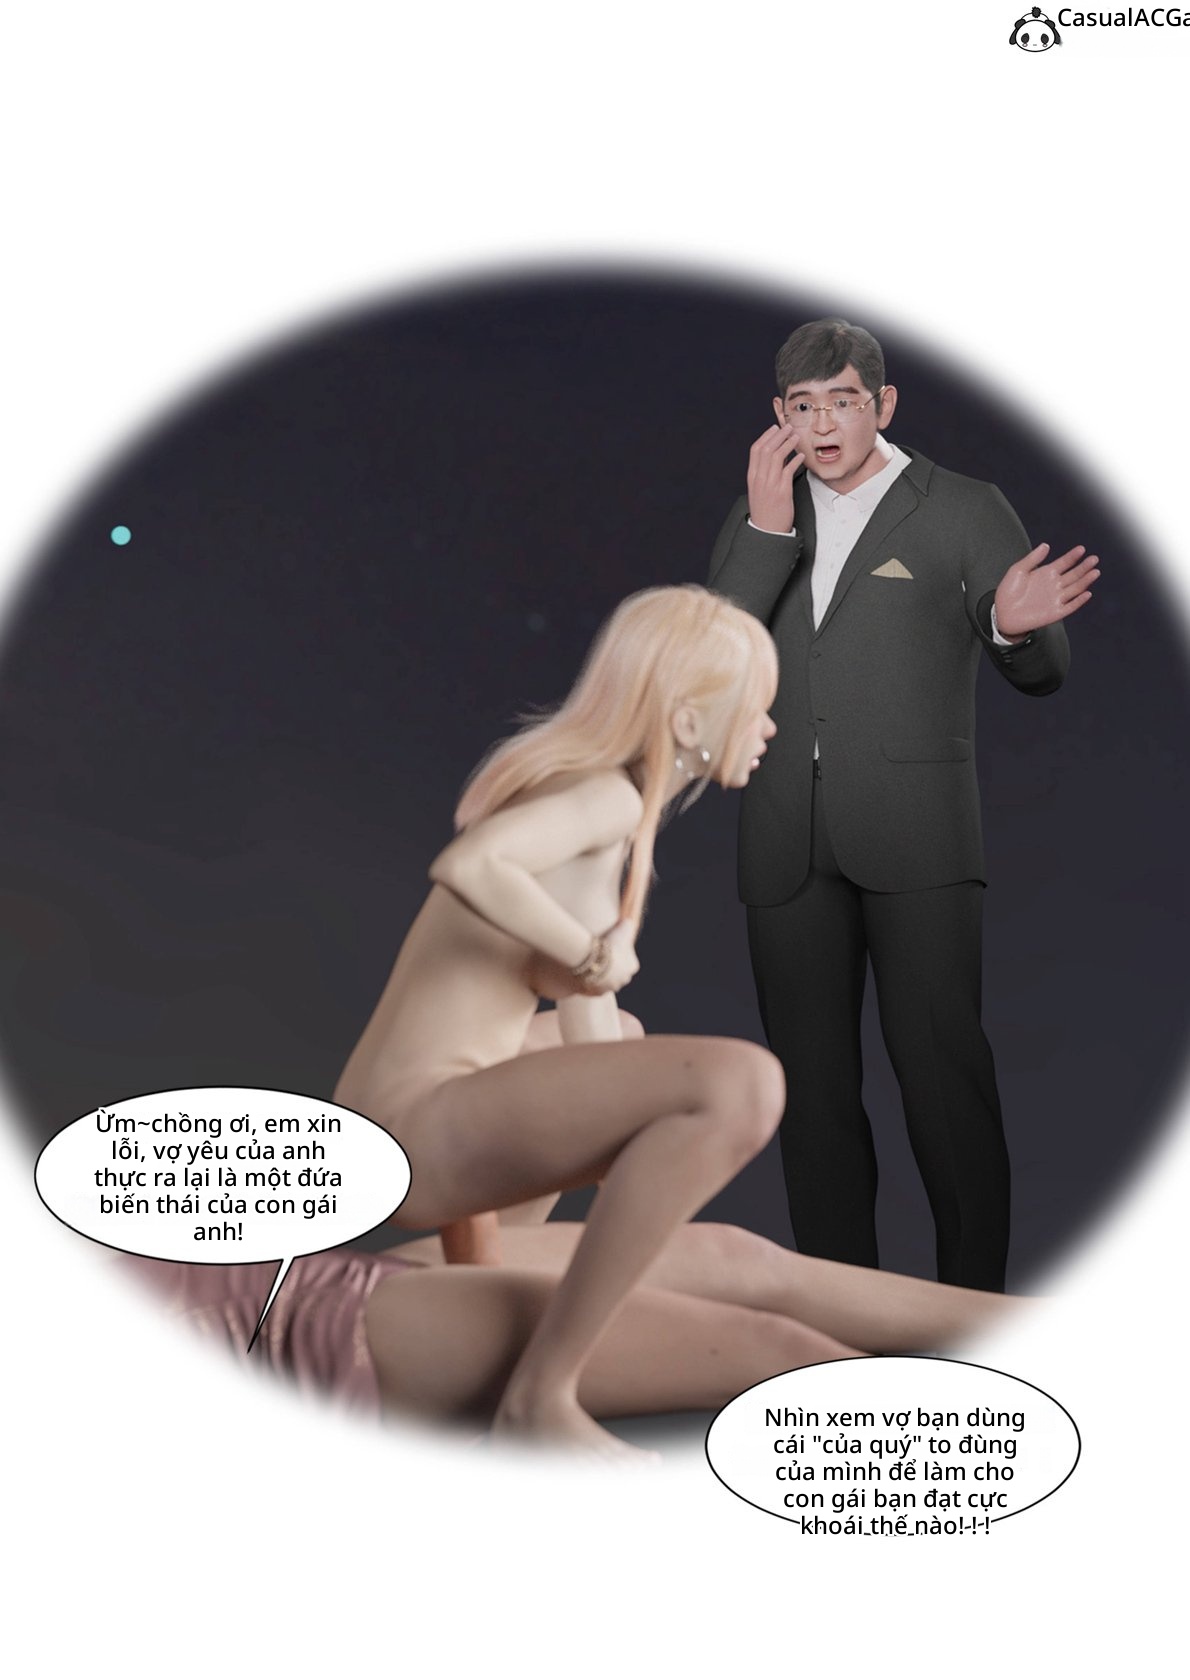 CasualACGa
Ừm~chồng ơi, em xin
lỗi, vợ yêu của anh
thực ra lại là một đứa
biến thái của con gái
anh!
Nhìn xem vợ bạn dùng
cái "của quý" to đùng
của mình để làm cho
con gái bạn đạt cực
khoái thế nào! ! !